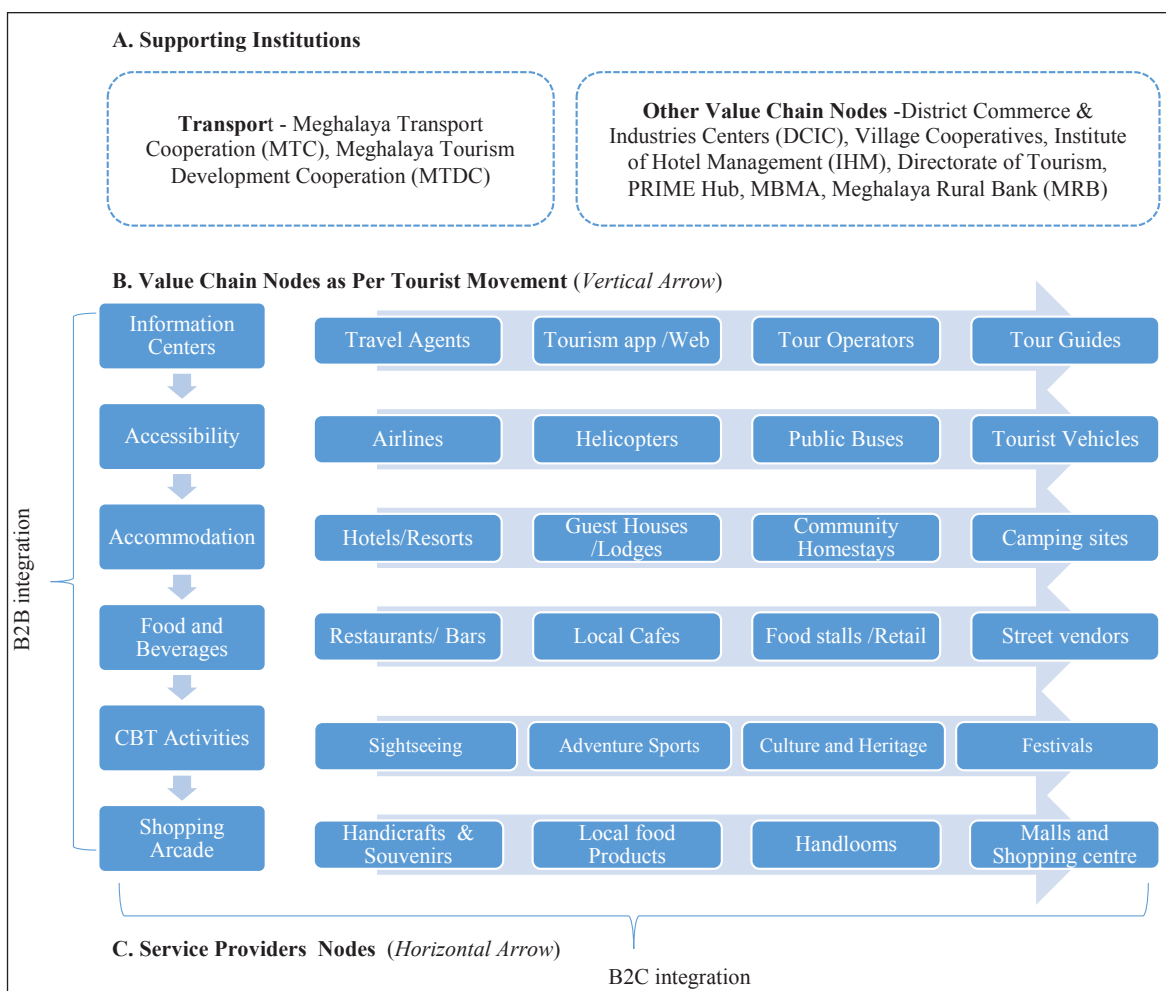 A. Supporting Institutions
Transport - Meghalaya Transport
Cooperation (MTC), Meghalaya Tourism
Development Cooperation (MTDC)
Other Value Chain Nodes -District Commerce &
Industries Centers (DCIC), Village Cooperatives, Institute
of Hotel Management (IHM), Directorate of Tourism,
PRIME Hub, MBMA, Meghalaya Rural Bank (MRB)
B. Value Chain Nodes as Per Tourist Movement (Vertical Arrow)
B2B integration
Information
Centers
Travel Agents
Tourism app /Web
Tour Operators
Tour Guides
Accessibility
Airlines
Helicopters
Public Buses
Tourist Vehicles
Accommodation
Hotels/Resorts
Guest Houses
/Lodges
Community
Homestays
Camping sites
Food and
Beverages
Restaurants/ Bars
Local Cafes
Food stalls /Retail
Street vendors
CBT Activities
Sightseeing
Adventure Sports
Culture and Heritage
Festivals
Shopping
Arcade
Handicrafts &
Souvenirs
Local food
Products
Handlooms
Malls and
Shopping centre
C. Service Providers Nodes (Horizontal Arrow)
B2C integration